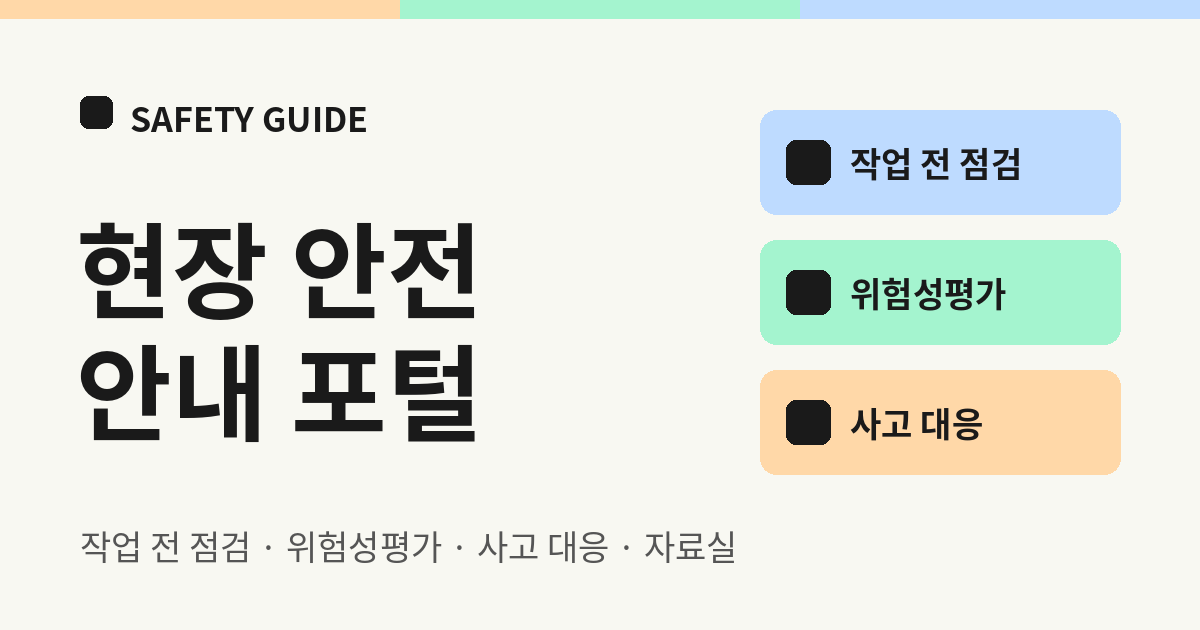 SAFETY GUIDE
현장 안전
안내 포털
작업 전 점검 · 위험성평가 · 사고 대응 · 자료실
작업 전 점검
위험성평가
사고 대응